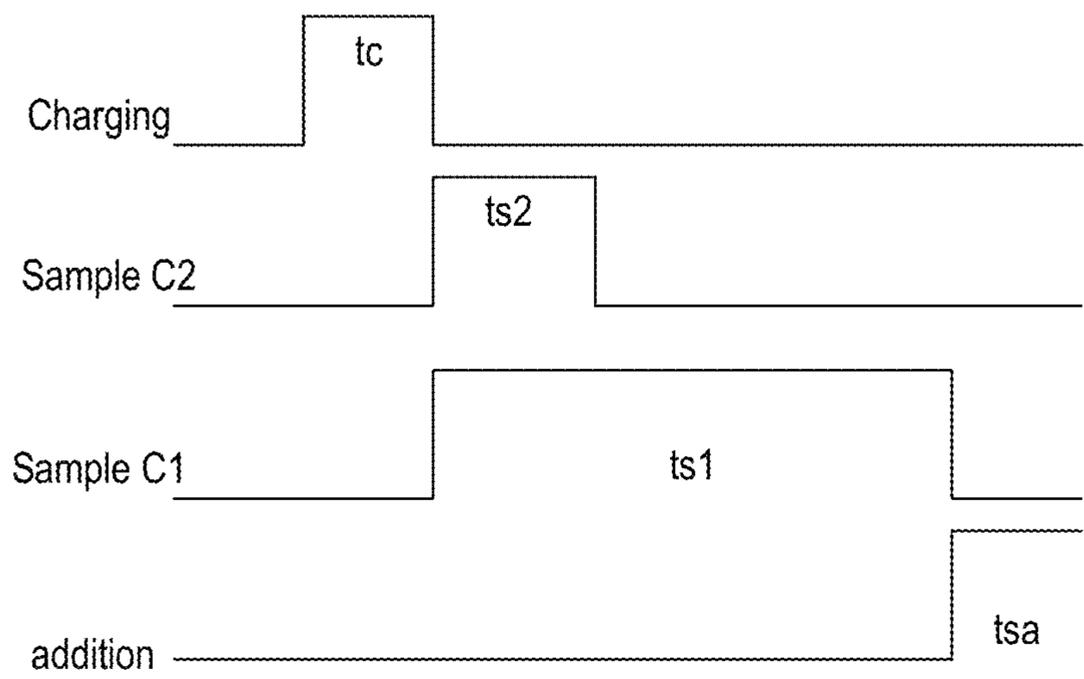 tc
Charging
ts2
Sample C2
Sample C1
ts1
tsa
addition